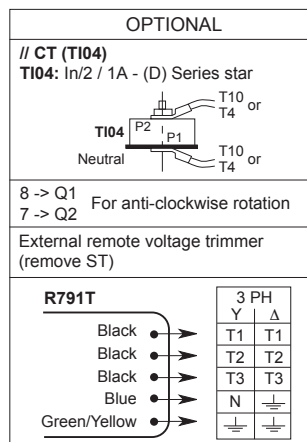 OPTIONAL
// CT (TI04)
TI04: In/2 / 1A - (D) Series star
T10
T4 or
TI04
P2
P1
Neutral
T10
T4 or
8 -> Q1
7 -> Q2
For anti-clockwise rotation
External remote voltage trimmer
(remove ST)
R791T
3 PH
Y Δ
Black T1 T1
Black T2 T2
Black T3 T3
Blue N
Green/Yellow